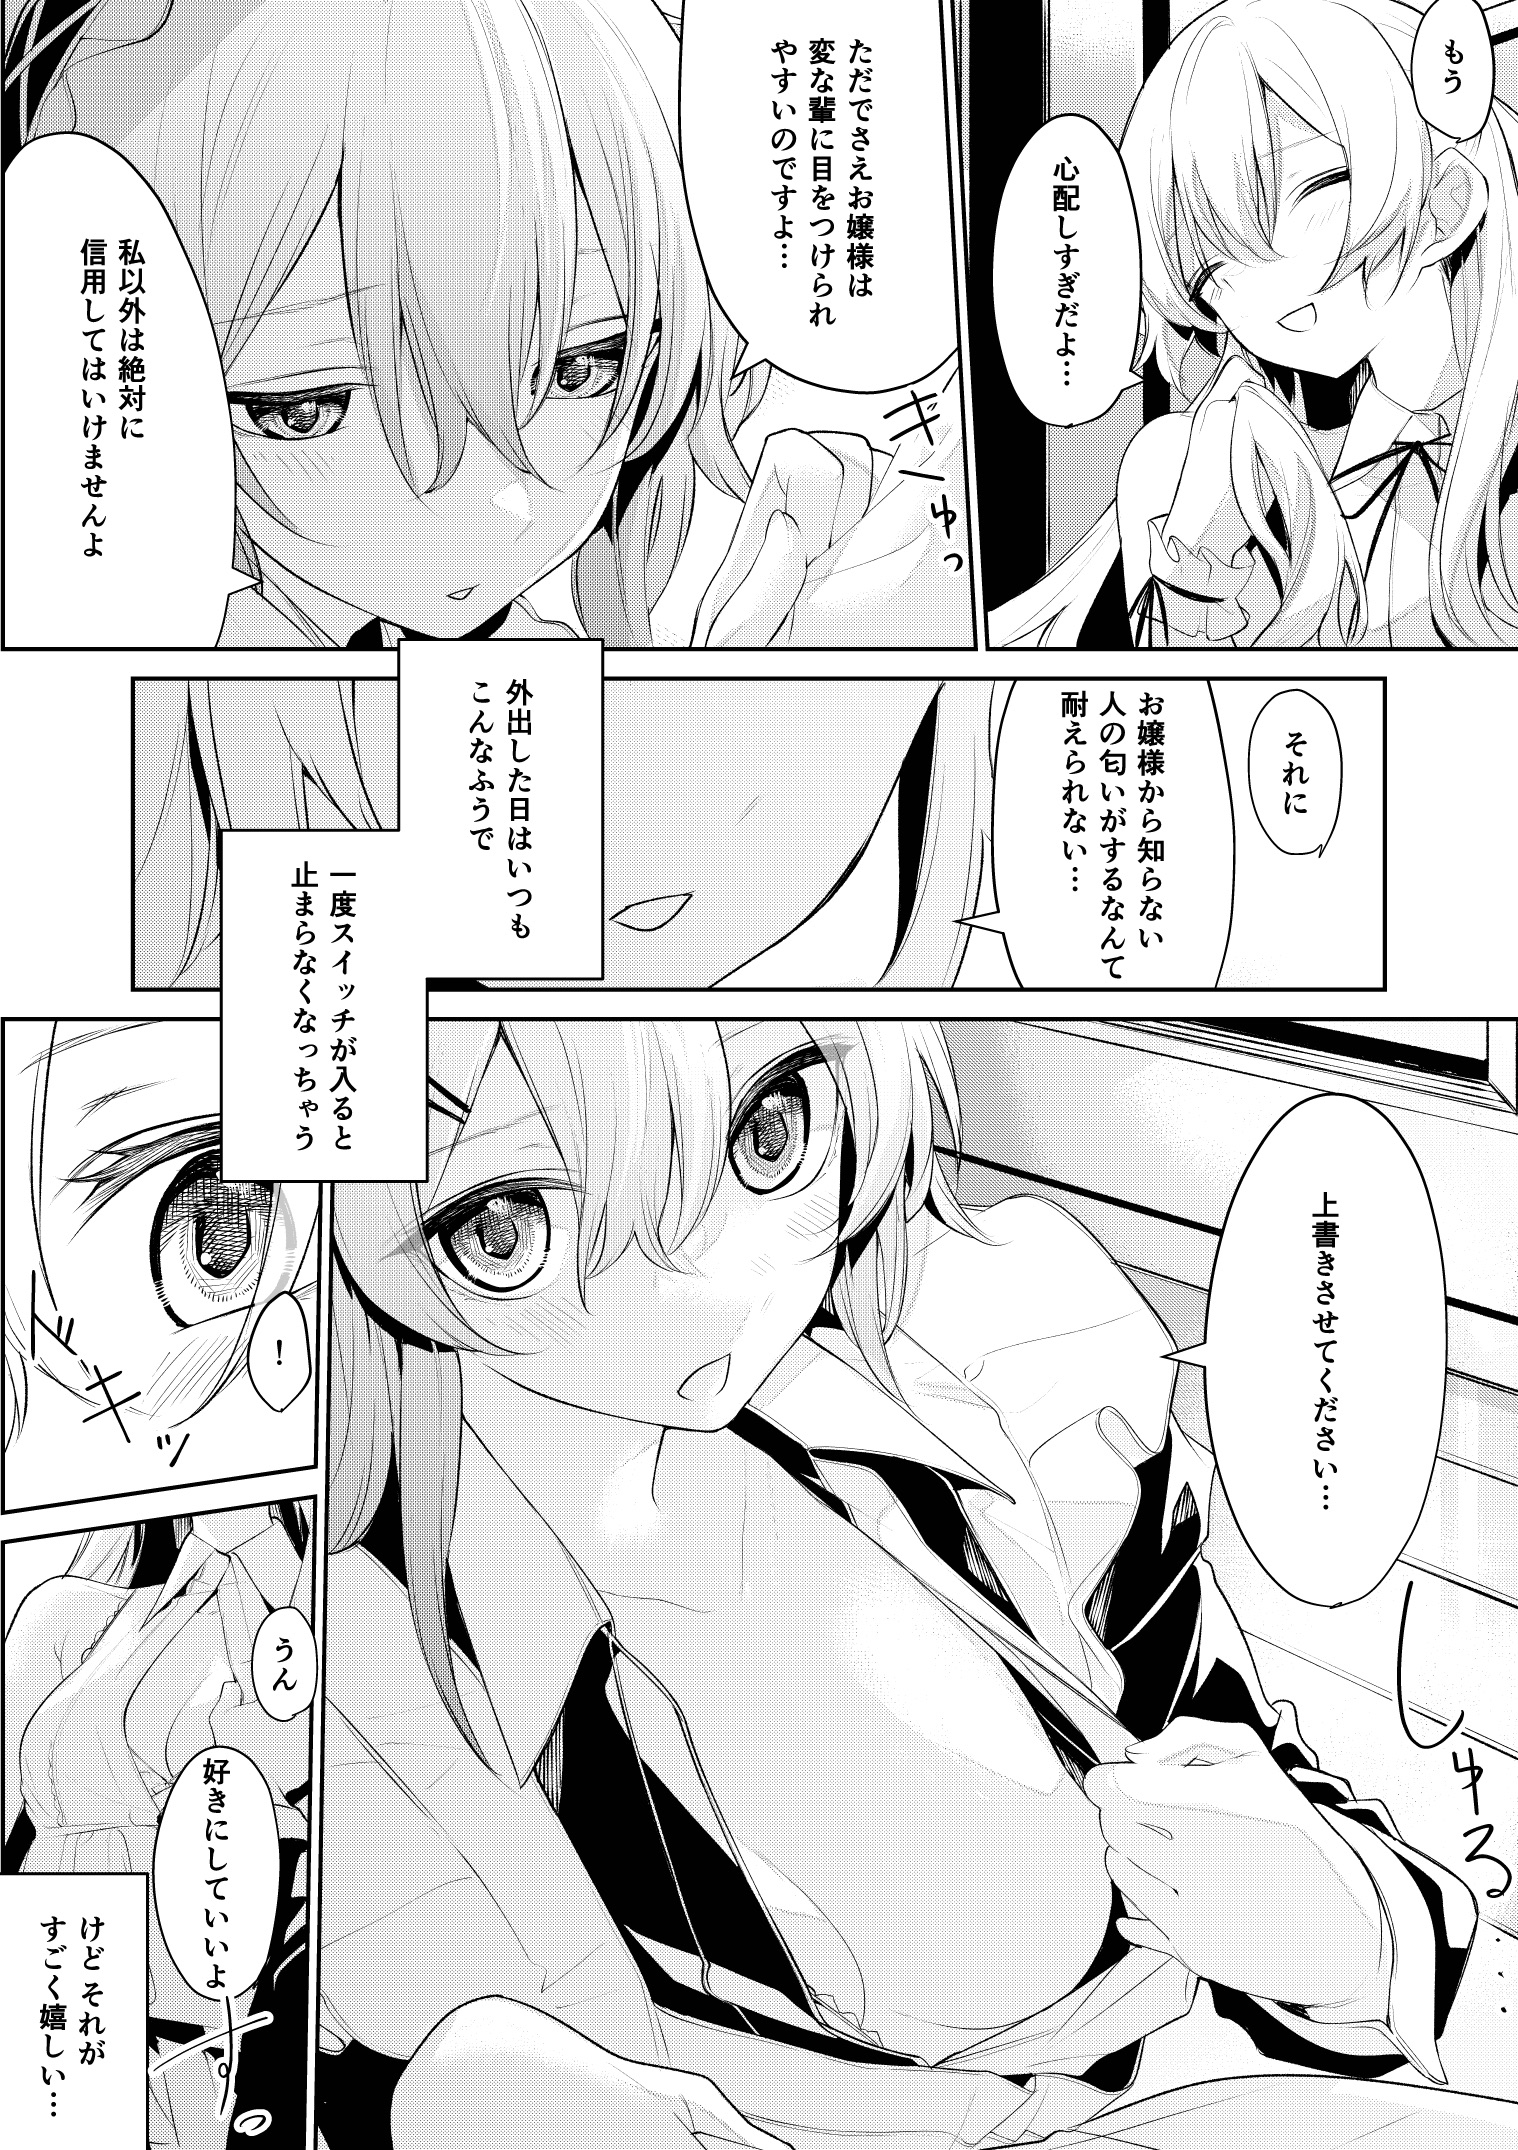 もう
心配しすぎだよ…
ただでさえお嬢様は
変な輩に目をつけられ
やすいのですよ…
ギュッ
私以外は絶対に
信用してはいけませんよ
それに
お嬢様から知らない
人の匂いがするなんて
耐えられない…
外出した日はいつも
こんなふうで
一度スイッチが入ると
止まらなくなっちゃう
上書きさせてください…
しゅる…
！
ドキッ
うん
好きにしていいよ
けど それが
すごく嬉しい…